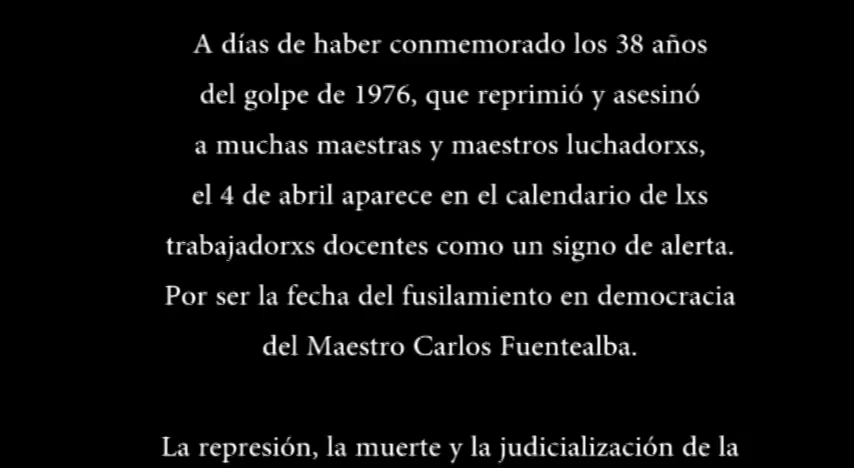 A días de haber conmemorado los 38 años
del golpe de 1976, que reprimió y asesinó
a muchas maestras y maestros luchadorxs,
el 4 de abril aparece en el calendario de lxs
trabajadorxs docentes como un signo de alerta.
Por ser la fecha del fusilamiento en democracia
del Maestro Carlos Fuentealba.
La represión, la muerte y la judicialización de la